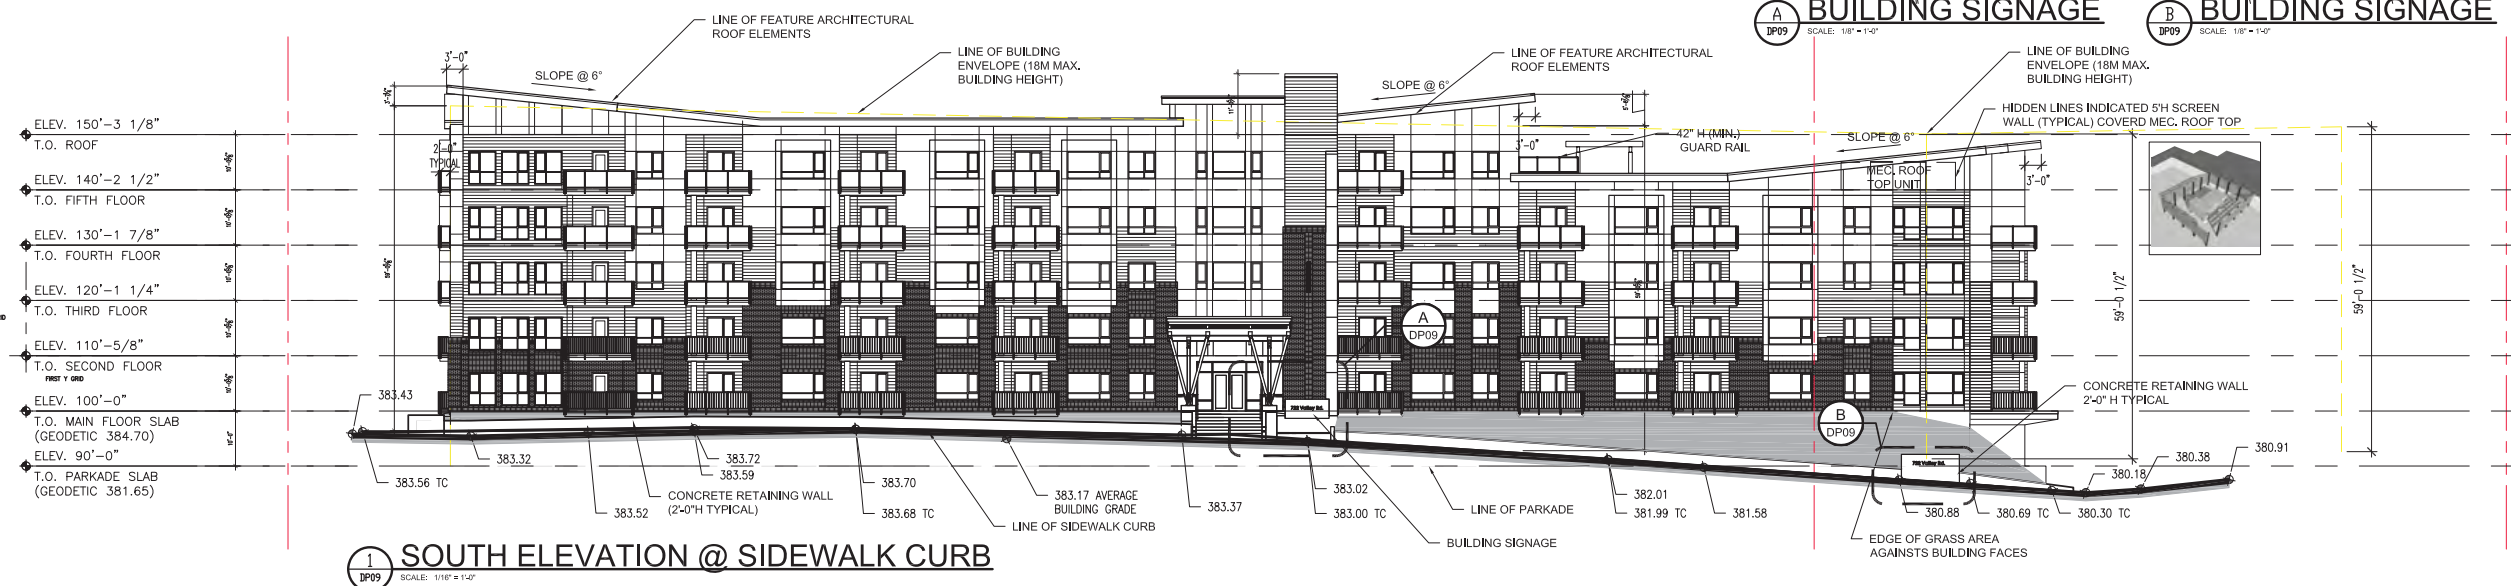 A
DP09
BUILDING SIGNAGE
SCALE: 1/8" = 1'-0"
B
DP09
BUILDING SIGNAGE
SCALE: 1/8" = 1'-0"
LINE OF FEATURE ARCHITECTURAL
ROOF ELEMENTS
LINE OF BUILDING
ENVELOPE (18M MAX.
BUILDING HEIGHT)
LINE OF FEATURE ARCHITECTURAL
ROOF ELEMENTS
LINE OF BUILDING
ENVELOPE (18M MAX.
BUILDING HEIGHT)
HIDDEN LINES INDICATED 5'H SCREEN
WALL (TYPICAL) COVERD MEC. ROOF TOP
3'-0"
SLOPE @ 6°
SLOPE @ 6°
SLOPE @ 6°
42" H (MIN.)
GUARD RAIL
3'-0"
MEC. ROOF
TOP UNIT
3'-0"
2'-0"
TYPICAL
ELEV. 150'-3 1/8"
T.O. ROOF
ELEV. 140'-2 1/2"
T.O. FIFTH FLOOR
ELEV. 130'-1 7/8"
T.O. FOURTH FLOOR
ELEV. 120'-1 1/4"
T.O. THIRD FLOOR
ELEV. 110'-5/8"
T.O. SECOND FLOOR
FIRST Y GRID
ELEV. 100'-0"
T.O. MAIN FLOOR SLAB
(GEODETIC 384.70)
ELEV. 90'-0"
T.O. PARKADE SLAB
(GEODETIC 381.65)
59'-0 1/2"
59'-0 1/2"
A
DP09
B
DP09
CONCRETE RETAINING WALL
2'-0" H TYPICAL
383.43
383.56 TC
383.32
383.52
383.72
383.59
CONCRETE RETAINING WALL
(2'-0"H TYPICAL)
383.70
383.68 TC
383.17 AVERAGE
BUILDING GRADE
LINE OF SIDEWALK CURB
383.37
383.02
383.00 TC
BUILDING SIGNAGE
LINE OF PARKADE
382.01
381.99 TC
381.58
380.88
380.69 TC
380.30 TC
380.18
380.38
380.91
EDGE OF GRASS AREA
AGAINSTS BUILDING FACES
1
DP09
SOUTH ELEVATION @ SIDEWALK CURB
SCALE: 1/16" = 1'-0"